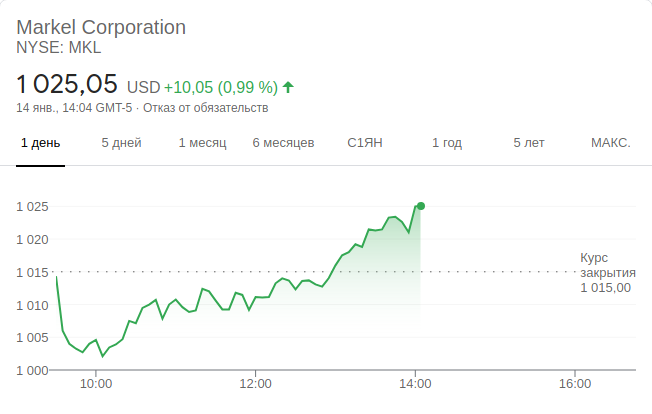 Markel Corporation
NYSE: MKL
1 025,05 USD +10,05 (0,99 %)
14 янв., 14:04 GMT-5 · Отказ от обязательств
1 день 5 дней 1 месяц 6 месяцев С1ЯН 1 год 5 лет МАКС.
1 025
1 020
1 015
1 010
1 005
1 000
Курс
закрытия
1 015,00
10:00 12:00 14:00 16:00